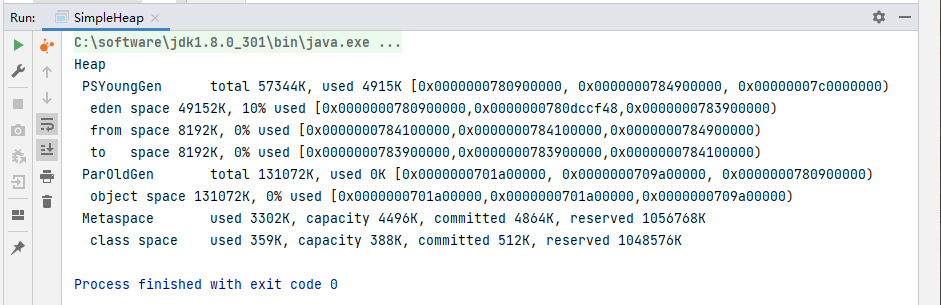 Run: SimpleHeap
C:\software\jdk1.8.0_301\bin\java.exe ...
Heap
 PSYoungGen      total 57344K, used 4915K [0x0000000780900000, 0x0000000784900000, 0x00000007c0000000)
  eden space 49152K, 10% used [0x0000000780900000,0x0000000780dccf48,0x0000000783900000)
  from space 8192K, 0% used [0x0000000784100000,0x0000000784100000,0x0000000784900000)
  to   space 8192K, 0% used [0x0000000783900000,0x0000000783900000,0x0000000784100000)
 ParOldGen       total 131072K, used 0K [0x0000000701a00000, 0x0000000709a00000, 0x0000000780900000)
  object space 131072K, 0% used [0x0000000701a00000,0x0000000701a00000,0x0000000709a00000)
 Metaspace       used 3302K, capacity 4496K, committed 4864K, reserved 1056768K
  class space    used 359K, capacity 388K, committed 512K, reserved 1048576K
Process finished with exit code 0